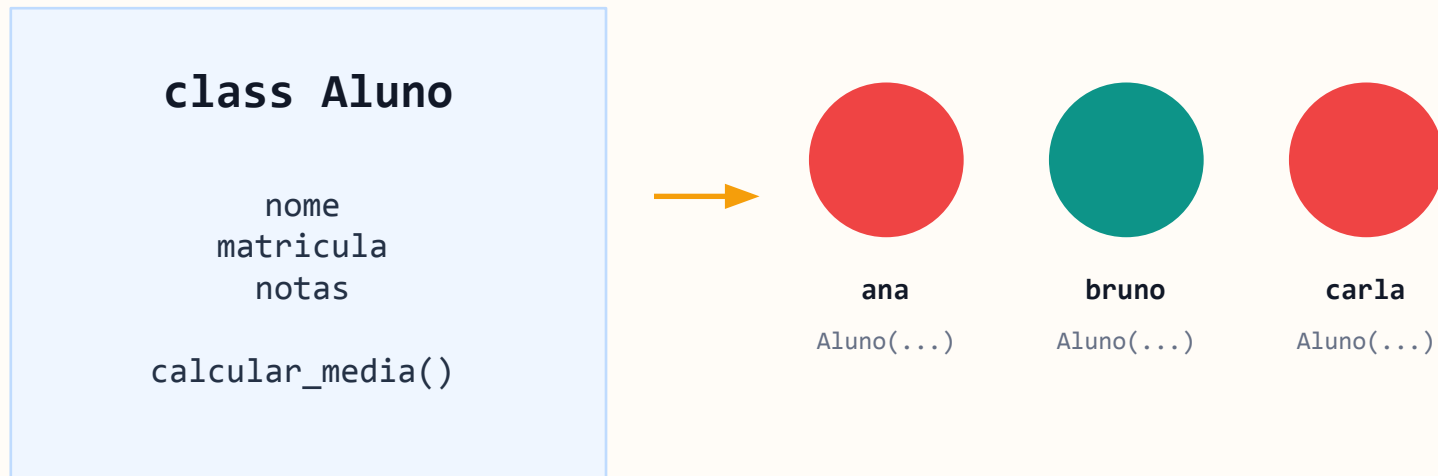 class Aluno
nome
matricula
notas
calcular_media()
ana
bruno
carla
Aluno(...)
Aluno(...)
Aluno(...)